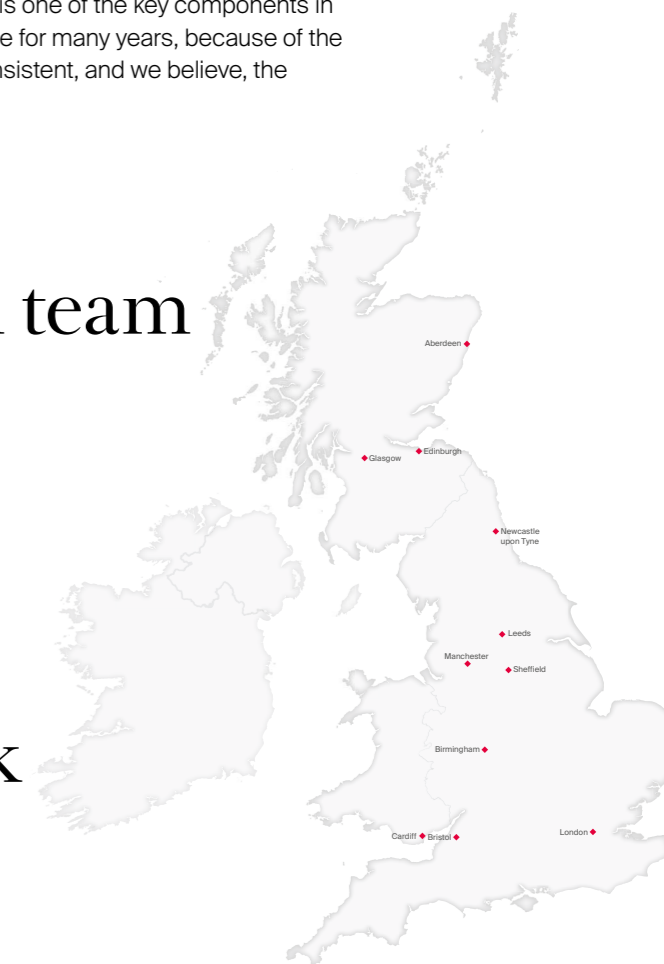 is one of the key components in
e for many years, because of the
nsistent, and we believe, the
team
Aberdeen
Edinburgh
Glasgow
Newcastle
upon Tyne
Leeds
Manchester
Sheffield
Birmingham
London
Cardiff Bristol